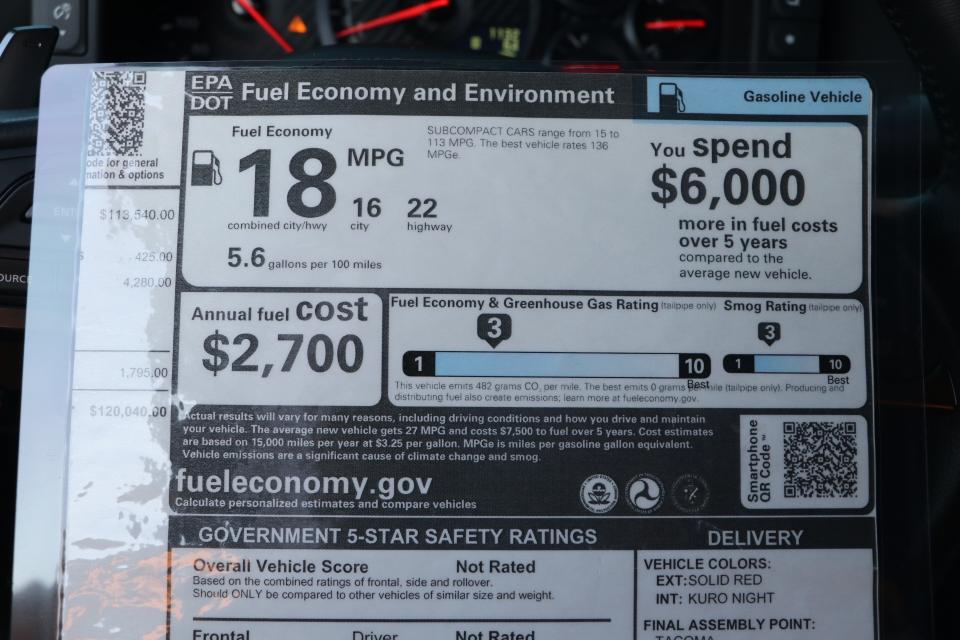 EPA
DOT
Fuel Economy and Environment
Gasoline Vehicle
ode for general
mation & options
$113,540.00
425.00
4,280.00
1,795.00
$120,040.00
Fuel Economy
18 MPG
combined city/hwy
16
city
22
highway
5.6 gallons per 100 miles
SUBCOMPACT CARS range from 15 to
113 MPG. The best vehicle rates 136
MPGe.
You spend
$6,000
more in fuel costs
over 5 years
compared to the
average new vehicle.
Annual fuel cost
$2,700
Fuel Economy & Greenhouse Gas Rating (tailpipe only)
3
1
10
Best
Smog Rating (tailpipe only)
3
1
10
Best
This vehicle emits 482 grams CO2 per mile. The best emits 0 grams per mile (tailpipe only). Producing and
distributing fuel also create emissions; learn more at fueleconomy.gov.
Actual results will vary for many reasons, including driving conditions and how you drive and maintain
your vehicle. The average new vehicle gets 27 MPG and costs $7,500 to fuel over 5 years. Cost estimates
are based on 15,000 miles per year at $3.25 per gallon. MPGe is miles per gasoline gallon equivalent.
Vehicle emissions are a significant cause of climate change and smog.
fueleconomy.gov
Calculate personalized estimates and compare vehicles
Smartphone
QR Code™
GOVERNMENT 5-STAR SAFETY RATINGS
Overall Vehicle Score Not Rated
Based on the combined ratings of frontal, side and rollover.
Should ONLY be compared to other vehicles of similar size and weight.
Frontal Driver Not Rated
DELIVERY
VEHICLE COLORS:
EXT:SOLID RED
INT: KURO NIGHT
FINAL ASSEMBLY POINT:
TACOMA